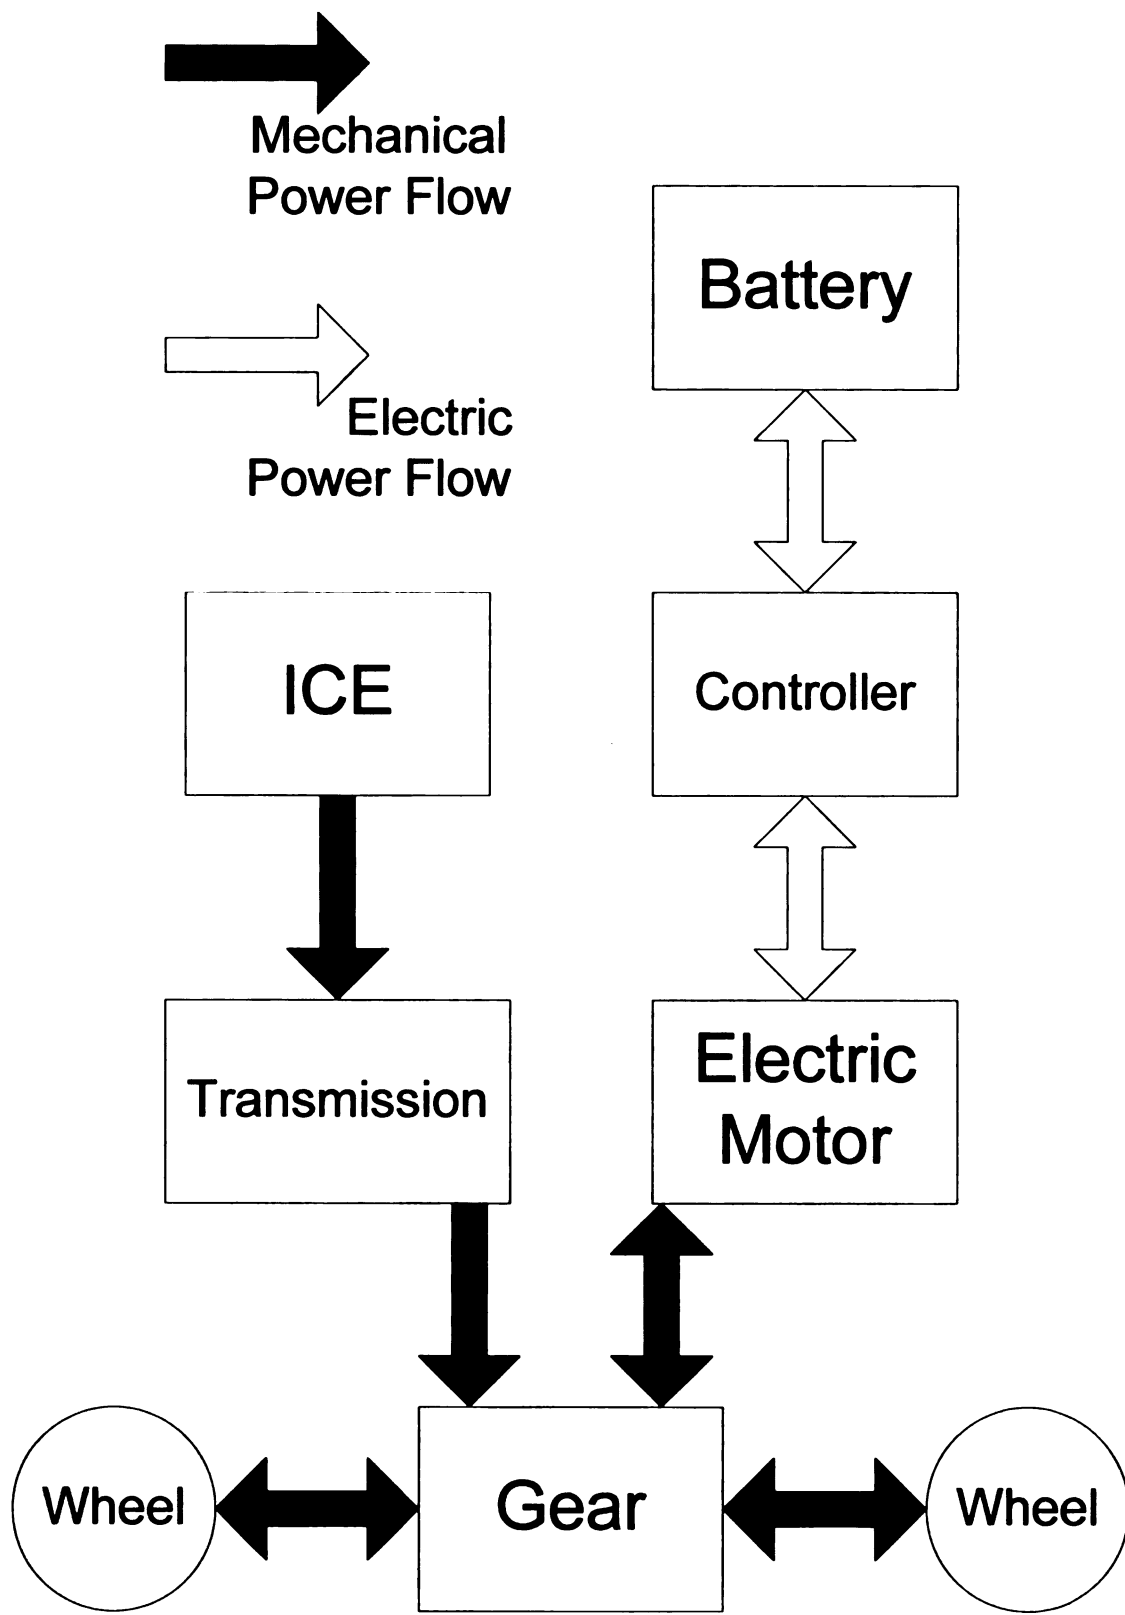 Mechanical
Power Flow
Battery
Electric
Power Flow
ICE
Controller
Transmission
Electric
Motor
Wheel
Gear
Wheel